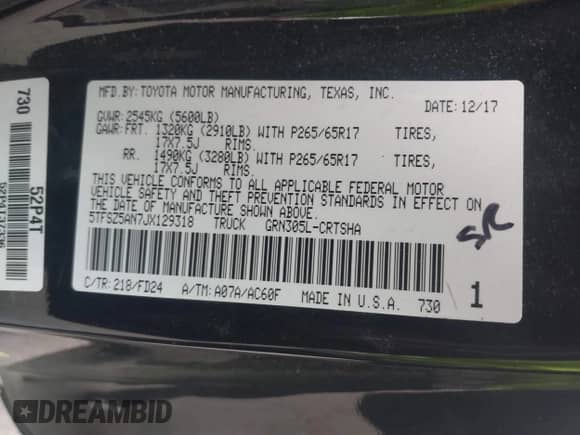 MFD.BY: TOYOTA MOTOR MANUFACTURING, TEXAS, INC.
DATE: 12/17
GVWR: 2545KG (5600LB)
GAWR: FRT. 1320KG (2910LB) WITH P265/65R17 TIRES,
17X7.5J RIMS.
RR. 1490KG (3280LB) WITH P265/65R17 TIRES,
17X7.5J RIMS.
THIS VEHICLE CONFORMS TO ALL APPLICABLE FEDERAL MOTOR
VEHICLE SAFETY AND THEFT PREVENTION STANDARDS IN EFFECT ON
THE DATE OF MANUFACTURE SHOWN ABOVE.
5TFSZ5AN7JX129318 TRUCK GRN305L-CRTSHA
C/TR: 218/FD24 A/TM: A07A/AC60F MADE IN U.S.A. 730
1
730
52P4T
DREAMBID